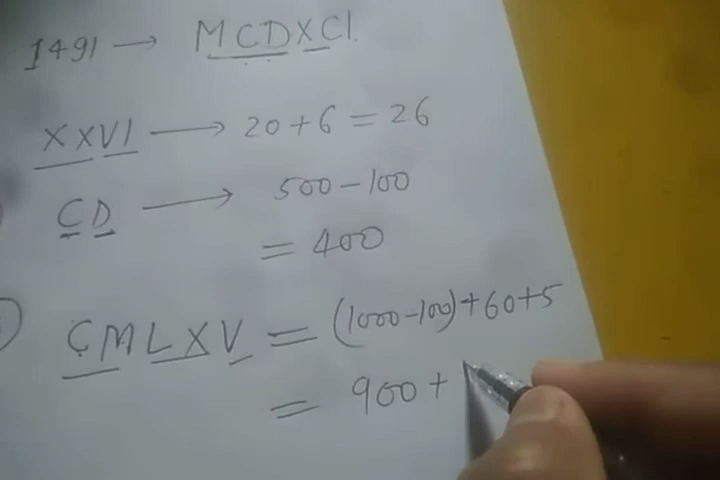 1491 → MCDXCI.
XXVI → 20+6 = 26
CD → 500-100
= 400
CMLXV = (1000-100)+60+5
= 900 +